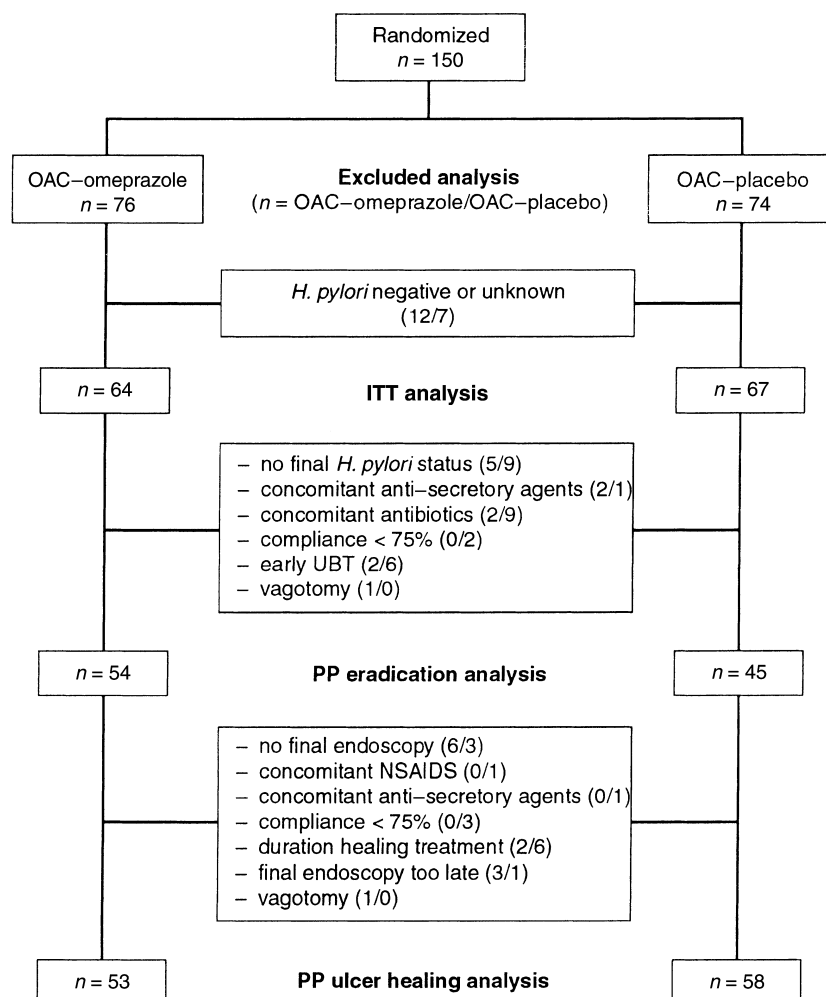 Randomized
n = 150
OAC–omeprazole
n = 76
Excluded analysis
(n = OAC–omeprazole/OAC–placebo)
OAC–placebo
n = 74
H. pylori negative or unknown
(12/7)
n = 64
ITT analysis
n = 67
– no final H. pylori status (5/9)
– concomitant anti–secretory agents (2/1)
– concomitant antibiotics (2/9)
– compliance < 75% (0/2)
– early UBT (2/6)
– vagotomy (1/0)
n = 54
PP eradication analysis
n = 45
– no final endoscopy (6/3)
– concomitant NSAIDS (0/1)
– concomitant anti–secretory agents (0/1)
– compliance < 75% (0/3)
– duration healing treatment (2/6)
– final endoscopy too late (3/1)
– vagotomy (1/0)
n = 53
PP ulcer healing analysis
n = 58